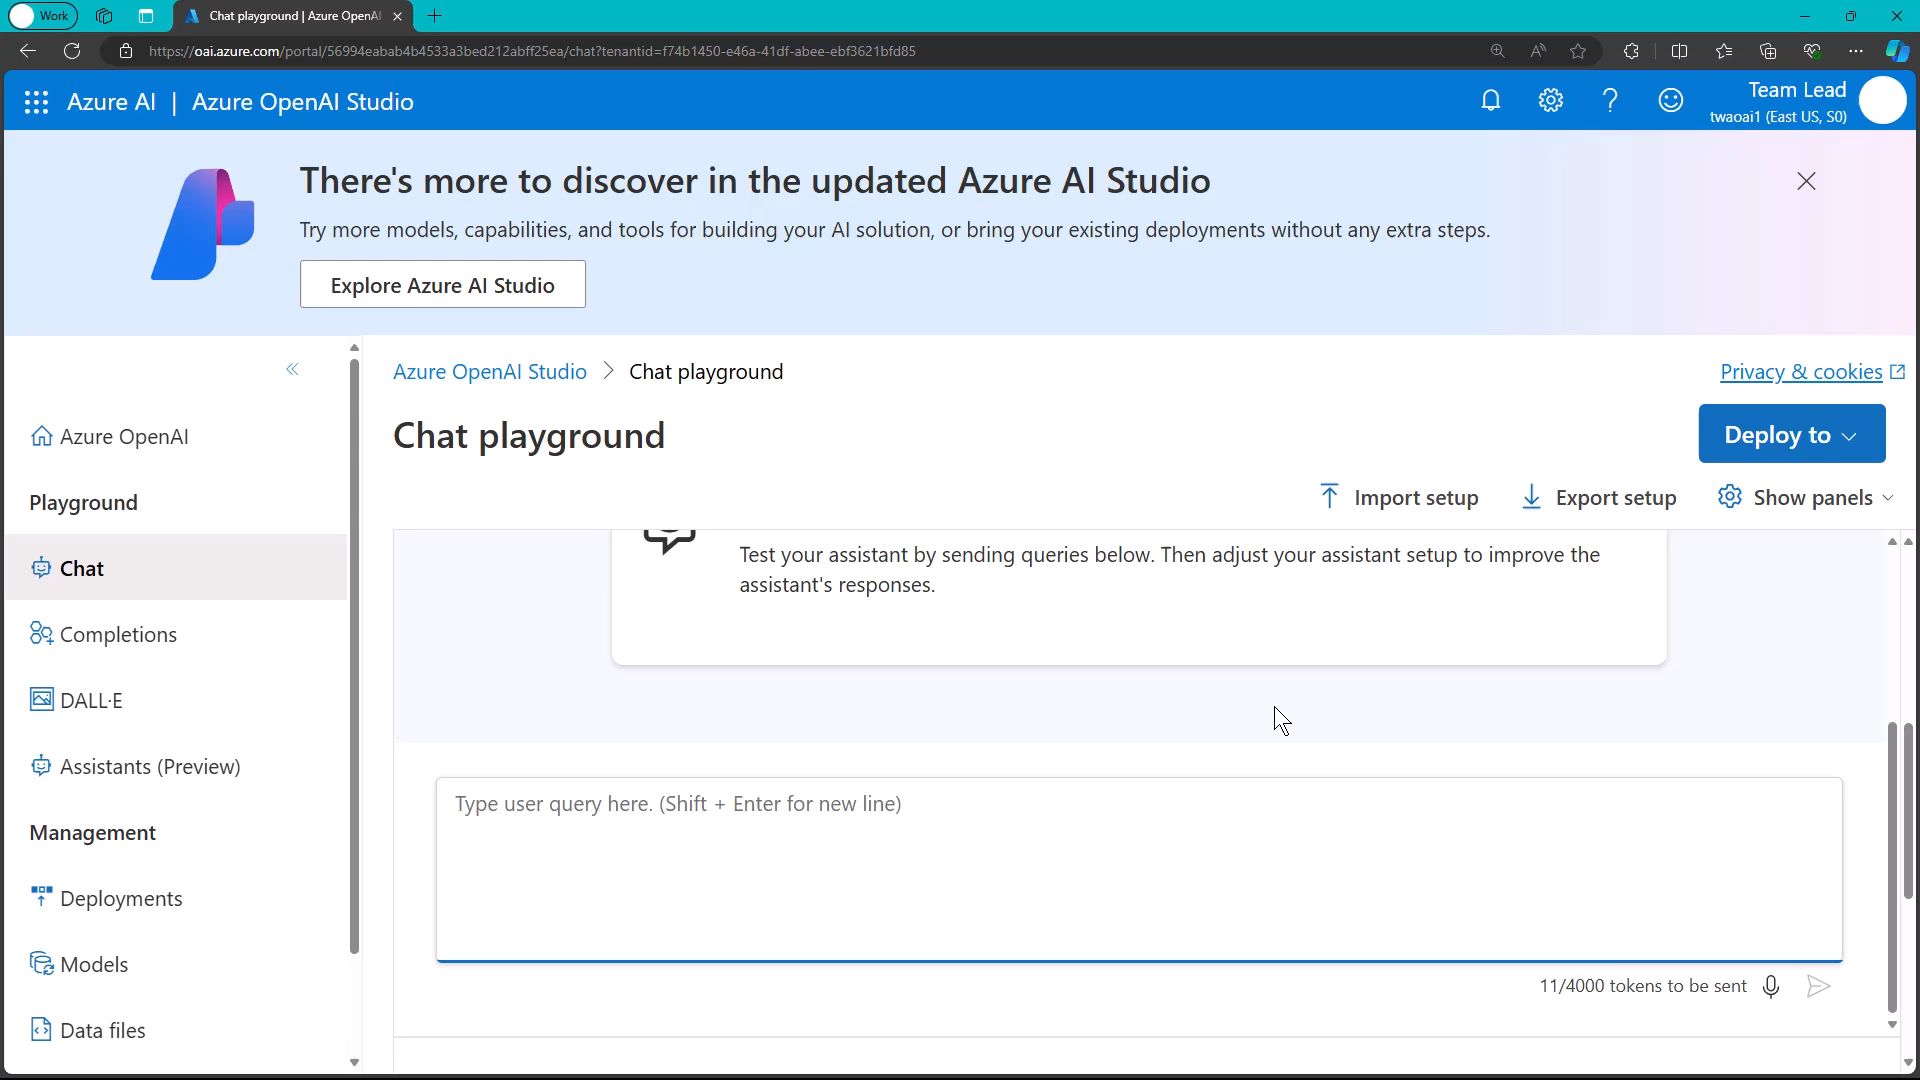 Work
Chat playground | Azure OpenAI
https://oai.azure.com/portal/56994eabab4b4533a3bed212abff25ea/chat?tenantid=f74b1450-e46a-41df-abee-ebf3621bfd85
Azure AI | Azure OpenAI Studio
Team Lead
twaoai1 (East US, S0)
There's more to discover in the updated Azure AI Studio
Try more models, capabilities, and tools for building your AI solution, or bring your existing deployments without any extra steps.
Explore Azure AI Studio
Azure OpenAI Studio > Chat playground
Privacy & cookies
Chat playground
Deploy to
Import setup
Export setup
Show panels
Azure OpenAI
Playground
Chat
Completions
DALL·E
Assistants (Preview)
Management
Deployments
Models
Data files
Test your assistant by sending queries below. Then adjust your assistant setup to improve the
assistant's responses.
Type user query here. (Shift + Enter for new line)
11/4000 tokens to be sent